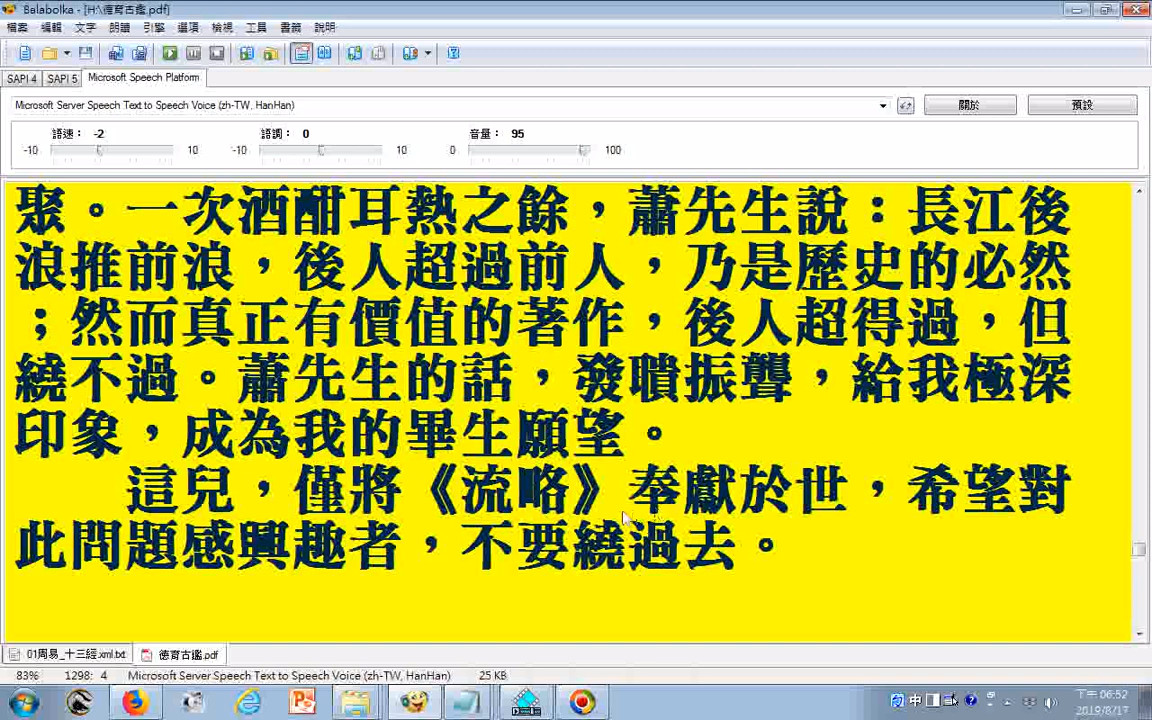 Balabolka - [H:\德育古鑑.pdf]
檔案 編輯 文字 朗讀 引擎 選項 檢視 工具 書籤 說明
SAPI 4 SAPI 5 Microsoft Speech Platform
Microsoft Server Speech Text to Speech Voice (zh-TW, HanHan) 關於 預設
語速： -2 語調： 0 音量： 95
-10 10 -10 10 0 100
聚。一次酒酣耳熱之餘，蕭先生說：長江後
浪推前浪，後人超過前人，乃是歷史的必然
；然而真正有價值的著作，後人超得過，但
繞不過。蕭先生的話，發聵振聾，給我極深
印象，成為我的畢生願望。
這兒，僅將《流略》奉獻於世，希望對
此問題感興趣者，不要繞過去。
01周易_十三經.xml.txt 德育古鑑.pdf
83% 1298: 4 Microsoft Server Speech Text to Speech Voice (zh-TW, HanHan) 25 KB
中 下午 06:52
2019/8/17